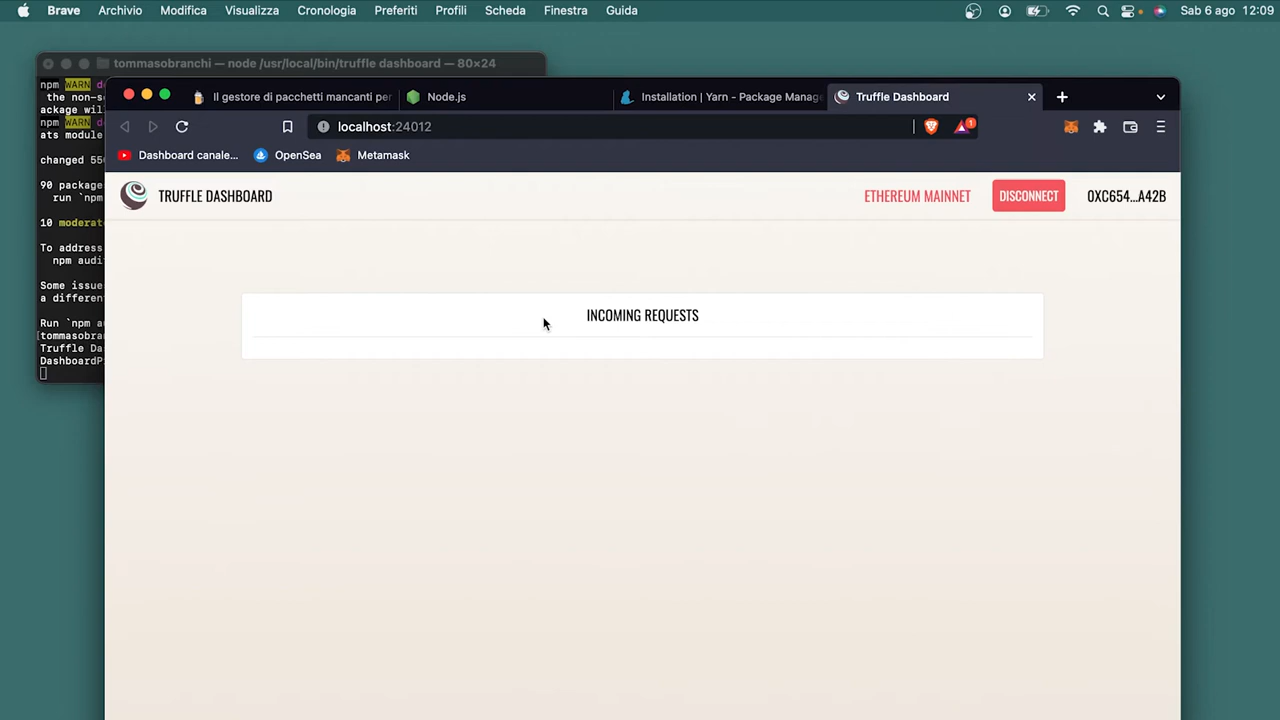 Brave Archivio Modifica Visualizza Cronologia Preferiti Profili Scheda Finestra Guida Sab 6 ago 12:09
tommasobranchi — node /usr/local/bin/truffle dashboard — 80×24
npm WARN
the non-s
ackage will
npm WARN
ats module
changed
90 package
run `npm
10 moderat
To address
npm audi
Some issue
a different
Run `npm a
tommasobran
Truffle Da
DashboardP
Il gestore di pacchetti mancanti per
Node.js
Installation | Yarn - Package Manage
Truffle Dashboard
localhost:24012
1
Dashboard canale... OpenSea Metamask
TRUFFLE DASHBOARD
ETHEREUM MAINNET DISCONNECT 0XC654...A42B
INCOMING REQUESTS